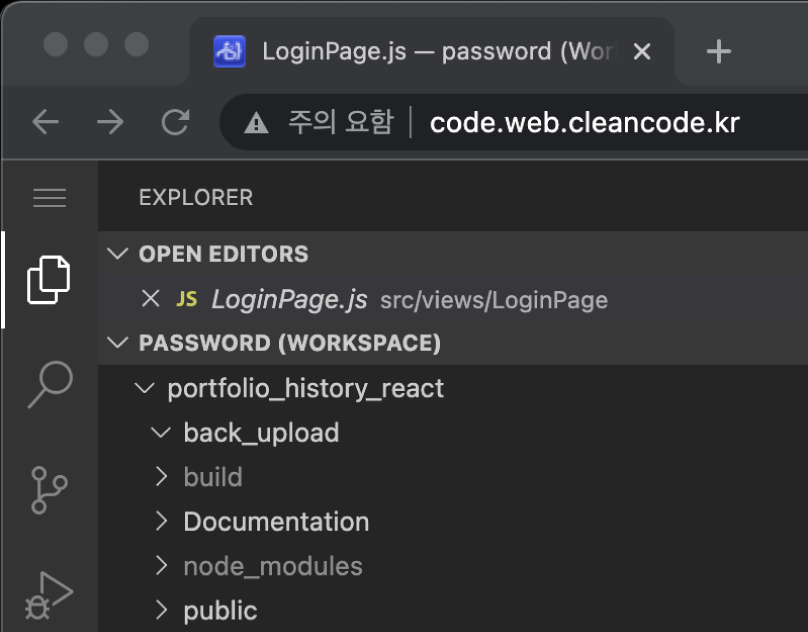 LoginPage.js — password (Wor
주의 요함 code.web.cleancode.kr
EXPLORER
OPEN EDITORS
JS LoginPage.js src/views/LoginPage
PASSWORD (WORKSPACE)
portfolio_history_react
back_upload
build
Documentation
node_modules
public